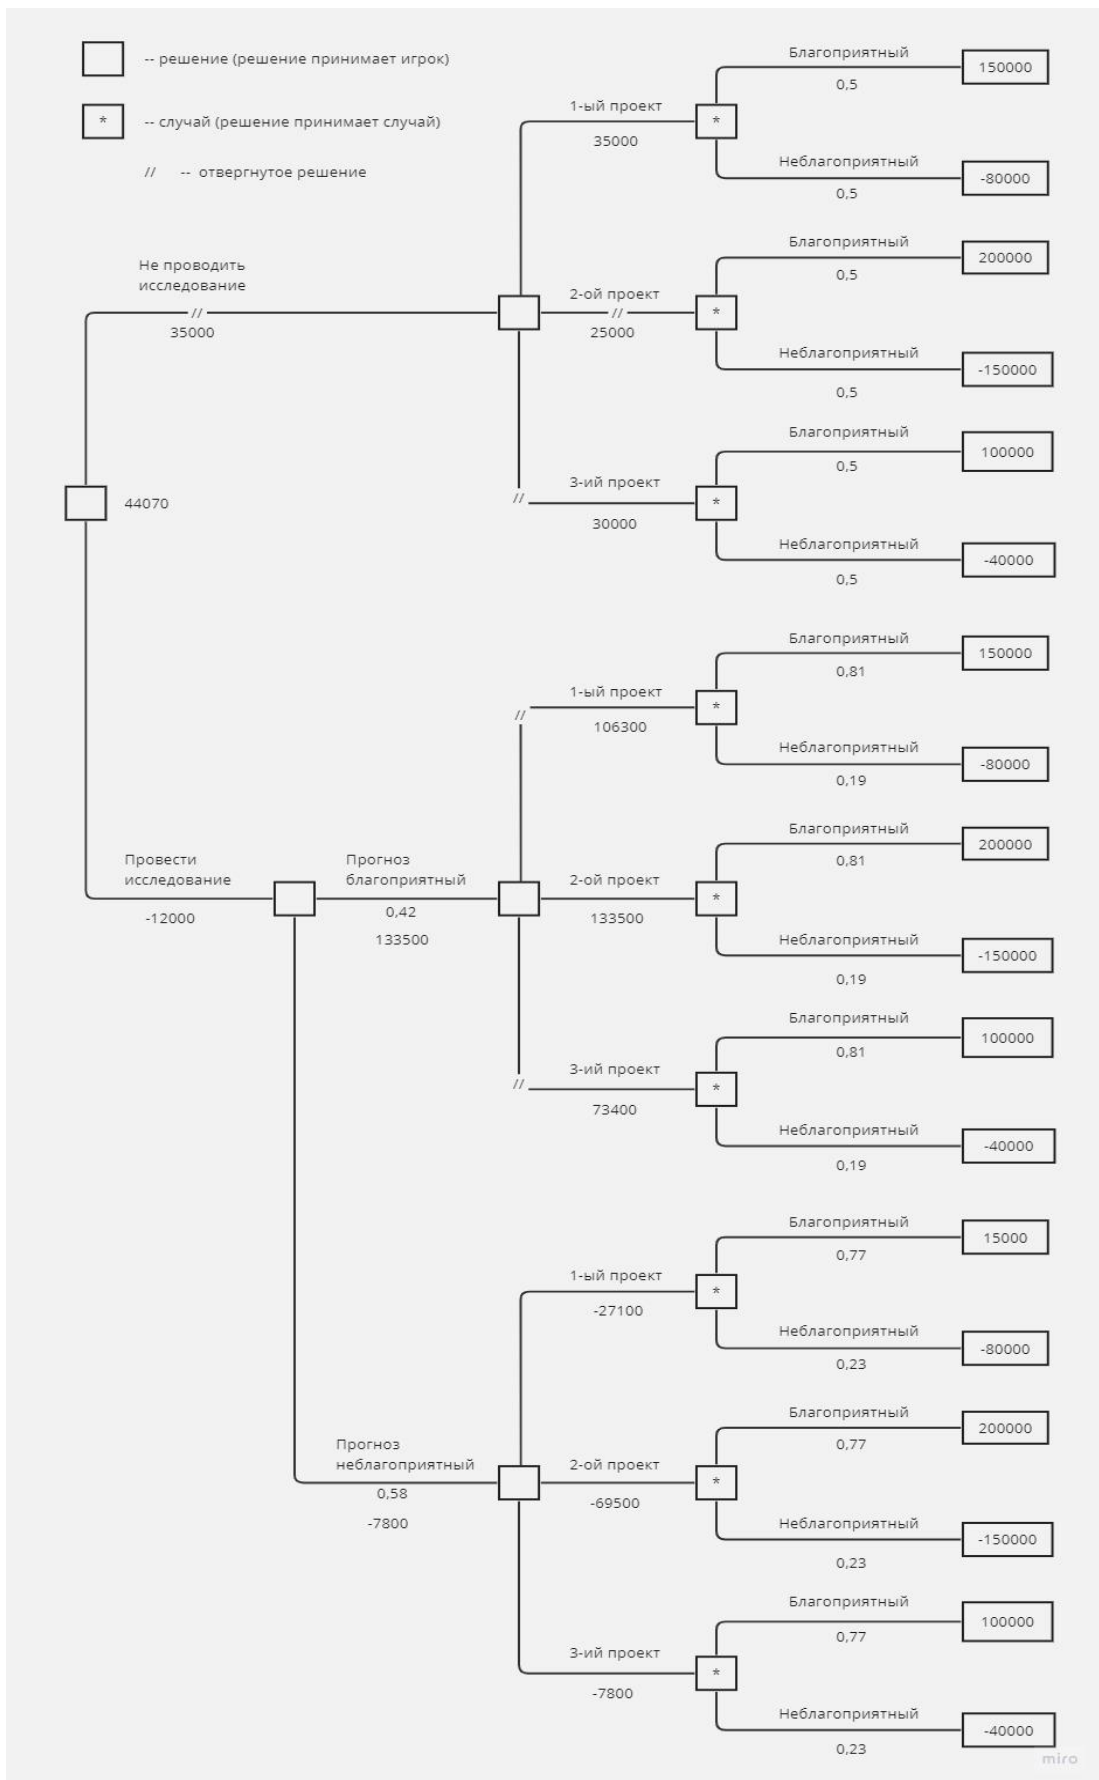 -- решение (решение принимает игрок)
* -- случай (решение принимает случай)
// -- отвергнутое решение
Не проводить
исследование
//
35000
44070
1-ый проект
35000
*
Благоприятный
0,5
150000
Неблагоприятный
0,5
-80000
2-ой проект
//
25000
*
Благоприятный
0,5
200000
Неблагоприятный
0,5
-150000
//
3-ий проект
30000
*
Благоприятный
0,5
100000
Неблагоприятный
0,5
-40000
Провести
исследование
-12000
Прогноз
благоприятный
0,42
133500
//
1-ый проект
106300
*
Благоприятный
0,81
150000
Неблагоприятный
0,19
-80000
2-ой проект
133500
*
Благоприятный
0,81
200000
Неблагоприятный
0,19
-150000
//
3-ий проект
73400
*
Благоприятный
0,81
100000
Неблагоприятный
0,19
-40000
Прогноз
неблагоприятный
0,58
-7800
1-ый проект
-27100
*
Благоприятный
0,77
15000
Неблагоприятный
0,23
-80000
2-ой проект
-69500
*
Благоприятный
0,77
200000
Неблагоприятный
0,23
-150000
3-ий проект
-7800
*
Благоприятный
0,77
100000
Неблагоприятный
0,23
-40000
miro